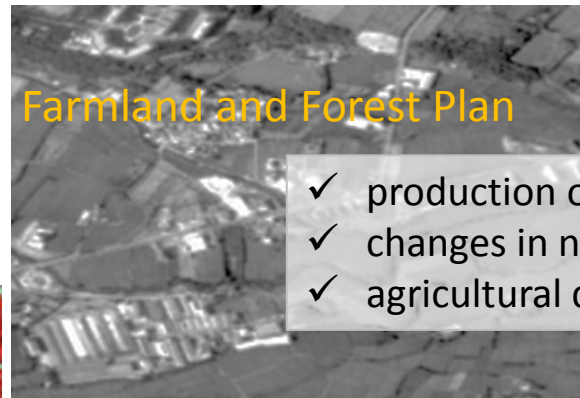 Farmland and Forest Plan
✓ production
✓ changes in
✓ agricultural